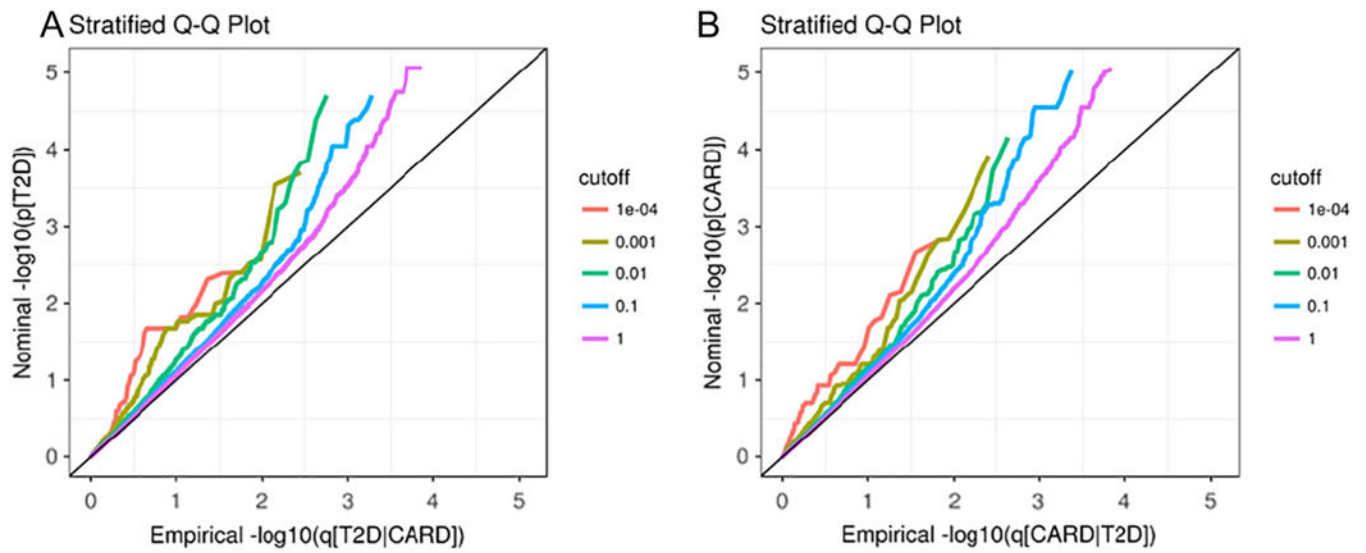 A Stratified Q-Q Plot
Nominal -log10(p[T2D])
5
4
3
2
1
0
0 1 2 3 4 5
Empirical -log10(q[T2D|CARD])
cutoff
1e-04
0.001
0.01
0.1
1
B Stratified Q-Q Plot
Nominal -log10(p[CARD])
5
4
3
2
1
0
0 1 2 3 4 5
Empirical -log10(q[CARD|T2D])
cutoff
1e-04
0.001
0.01
0.1
1